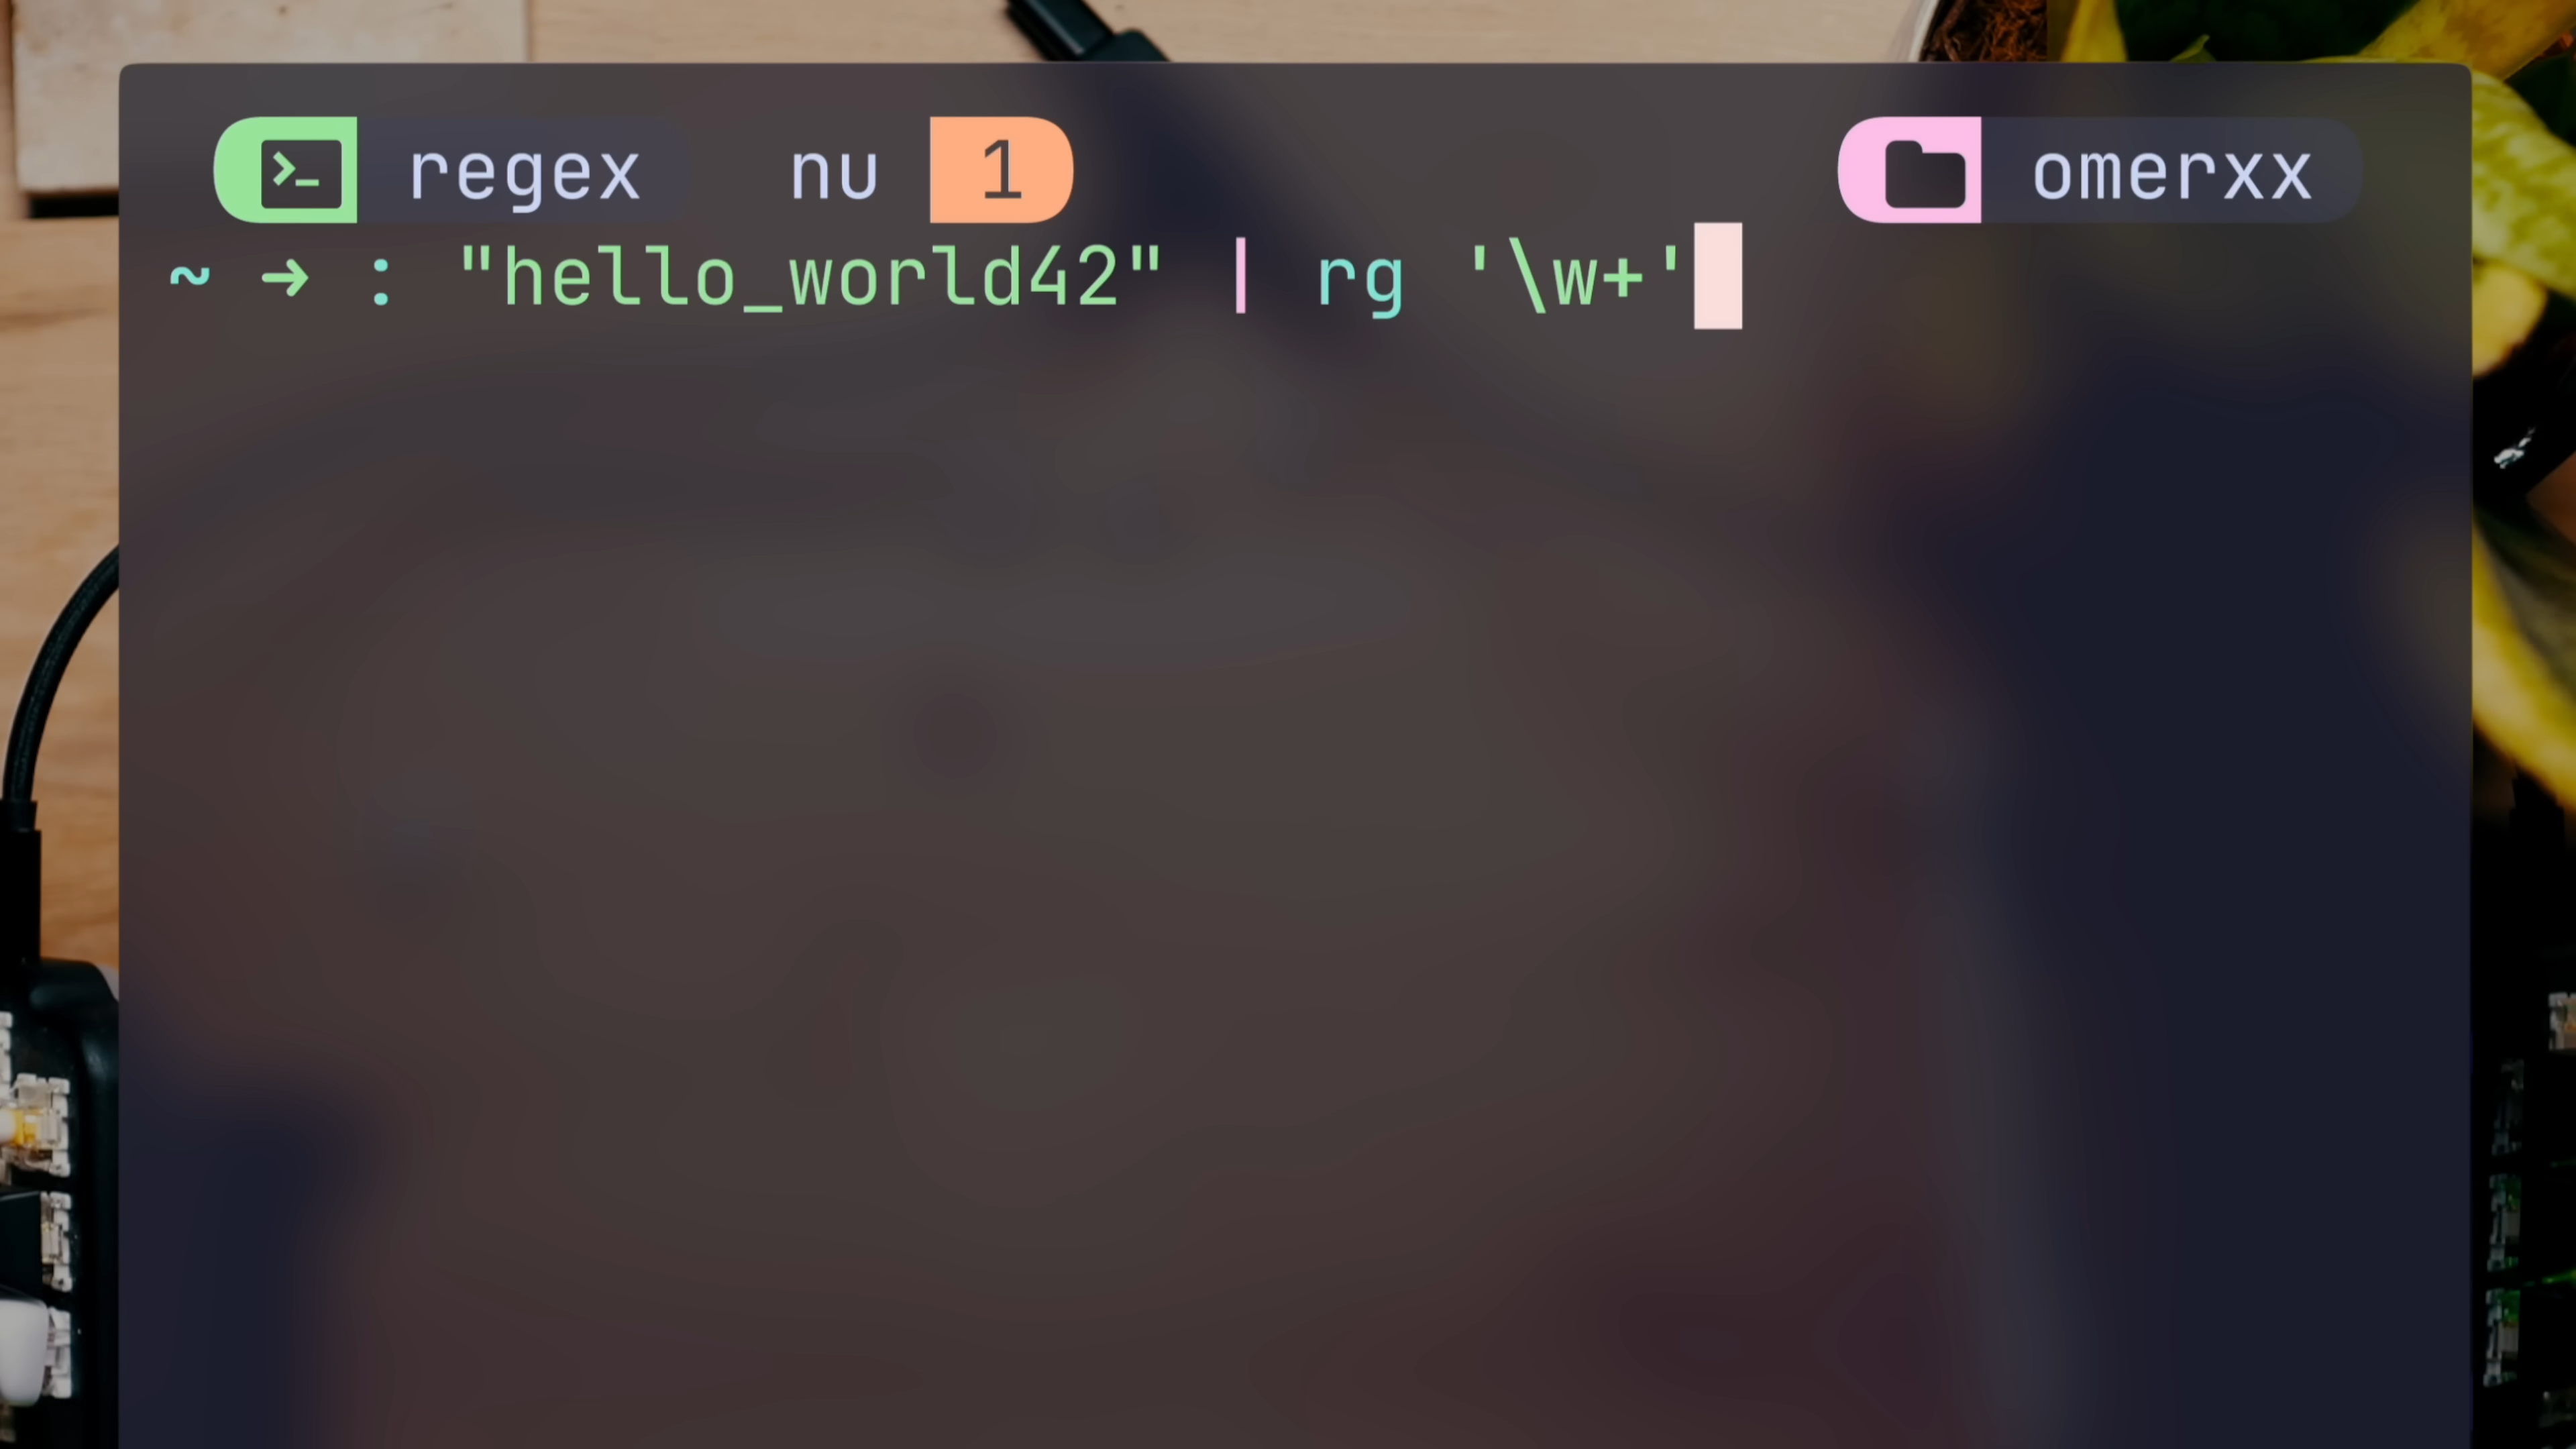 regex nu 1 omerxx
~ → : "hello_world42" | rg '\w+'